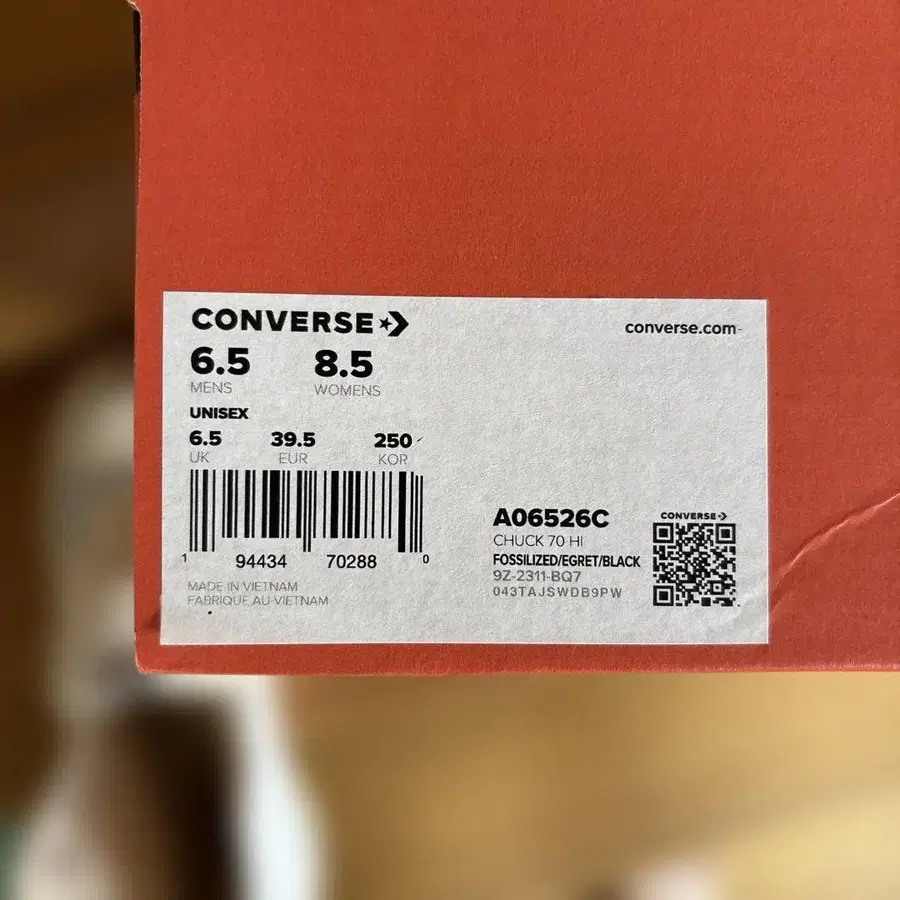 CONVERSE
converse.com
6.5 8.5
MENS WOMENS
UNISEX
6.5 39.5 250
UK EUR KOR
1 94434 70288 0
MADE IN VIETNAM
FABRIQUE AU VIETNAM
A06526C
CHUCK 70 HI
FOSSILIZED/EGRET/BLACK
9Z-2311-BQ7
043TAJSWDB9PW
CONVERSE